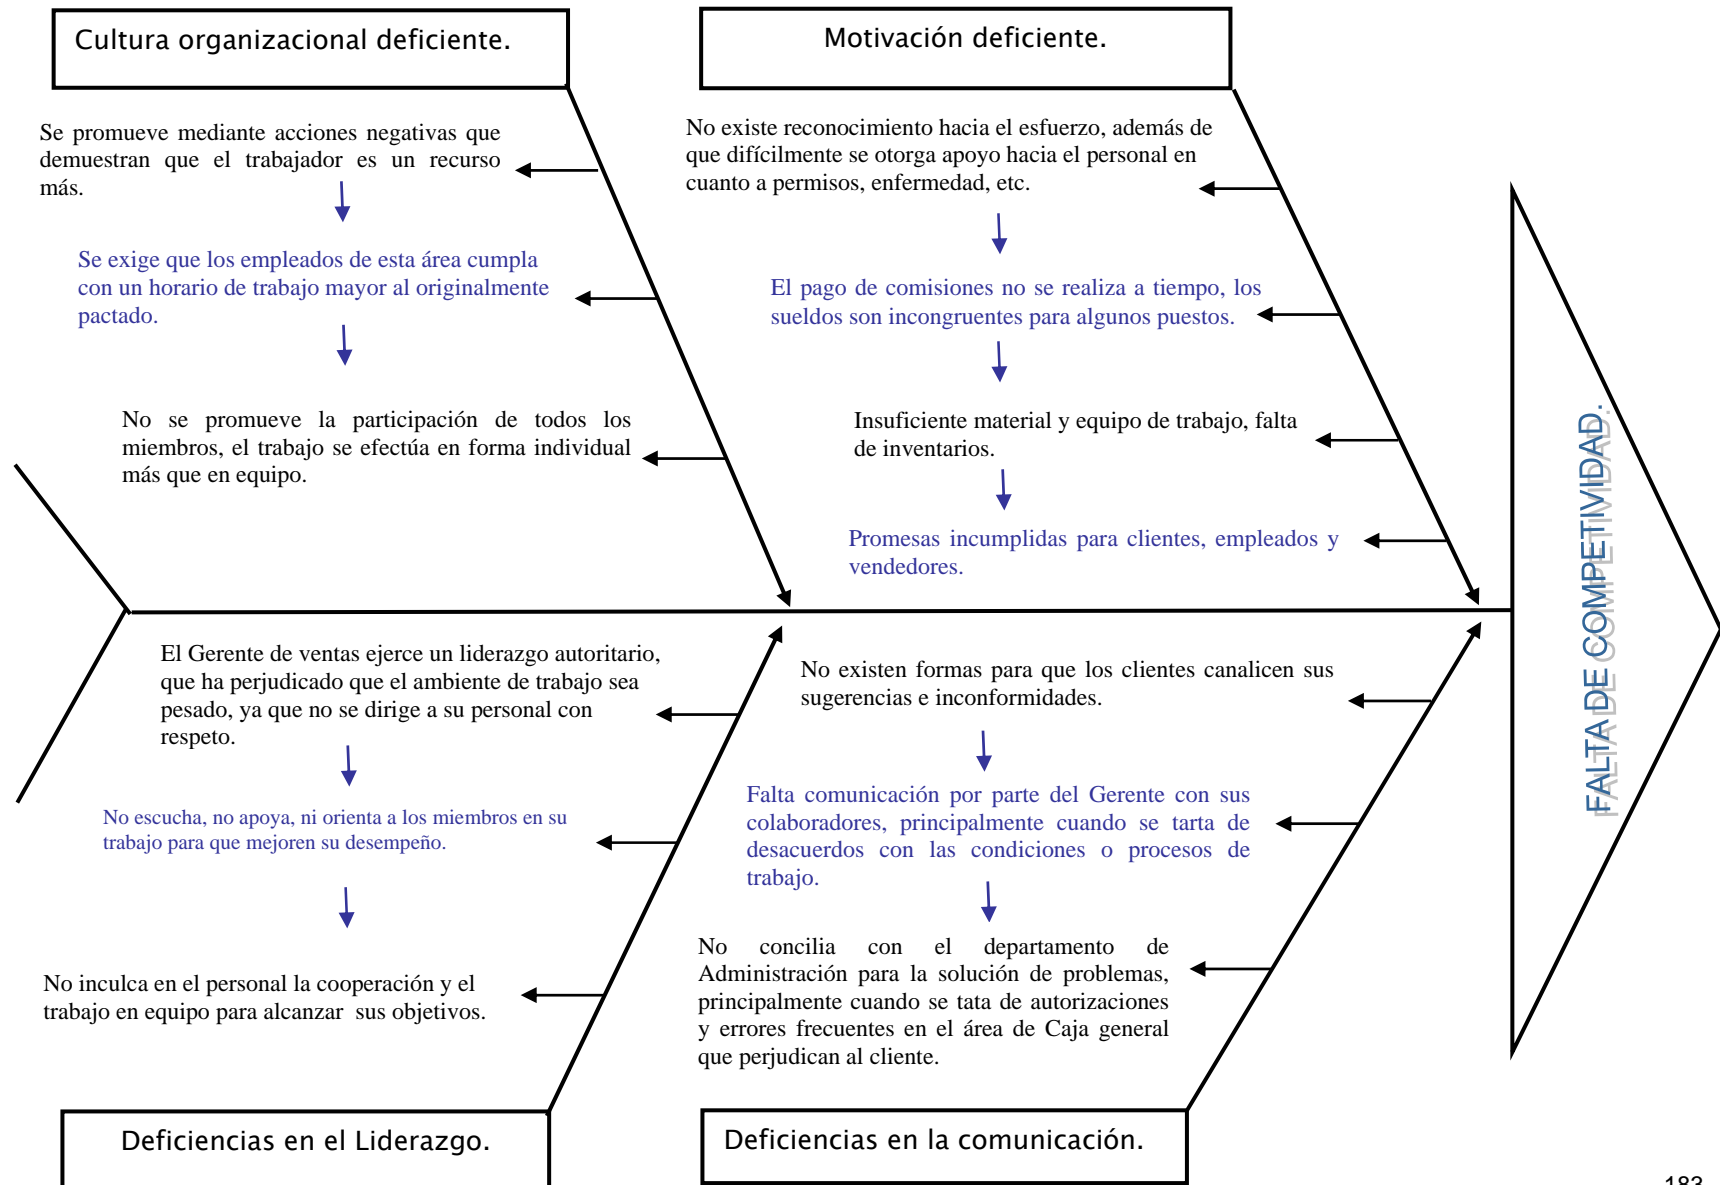 Cultura organizacional deficiente.
Motivación deficiente.
Se promueve mediante acciones negativas que
demuestran que el trabajador es un recurso
más.
Se exige que los empleados de esta área cumpla
con un horario de trabajo mayor al originalmente
pactado.
No se promueve la participación de todos los
miembros, el trabajo se efectúa en forma individual
más que en equipo.
No existe reconocimiento hacia el esfuerzo, además de
que difícilmente se otorga apoyo hacia el personal en
cuanto a permisos, enfermedad, etc.
El pago de comisiones no se realiza a tiempo, los
sueldos son incongruentes para algunos puestos.
Insuficiente material y equipo de trabajo, falta
de inventarios.
Promesas incumplidas para clientes, empleados y
vendedores.
FALTA DE COMPETIVIDAD.
El Gerente de ventas ejerce un liderazgo autoritario,
que ha perjudicado que el ambiente de trabajo sea
pesado, ya que no se dirige a su personal con
respeto.
No escucha, no apoya, ni orienta a los miembros en su
trabajo para que mejoren su desempeño.
No inculca en el personal la cooperación y el
trabajo en equipo para alcanzar sus objetivos.
No existen formas para que los clientes canalicen sus
sugerencias e inconformidades.
Falta comunicación por parte del Gerente con sus
colaboradores, principalmente cuando se tarta de
desacuerdos con las condiciones o procesos de
trabajo.
No concilia con el departamento de
Administración para la solución de problemas,
principalmente cuando se tata de autorizaciones
y errores frecuentes en el área de Caja general
que perjudican al cliente.
Deficiencias en el Liderazgo.
Deficiencias en la comunicación.
183